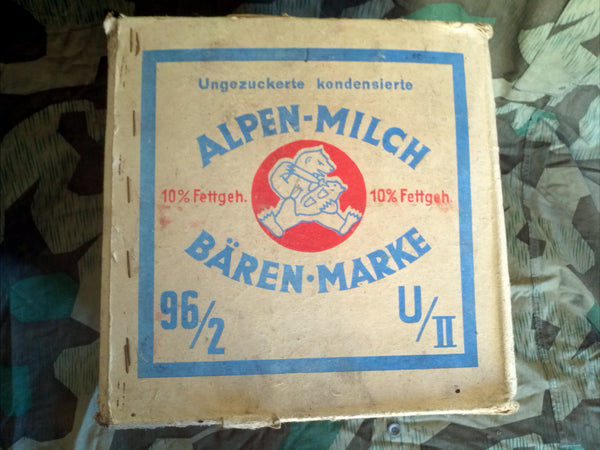 Ungezuckerte kondensierte
ALPEN-MILCH
10% Fettgeh. 10% Fettgeh.
BÄREN·MARKE
96/2 U/II